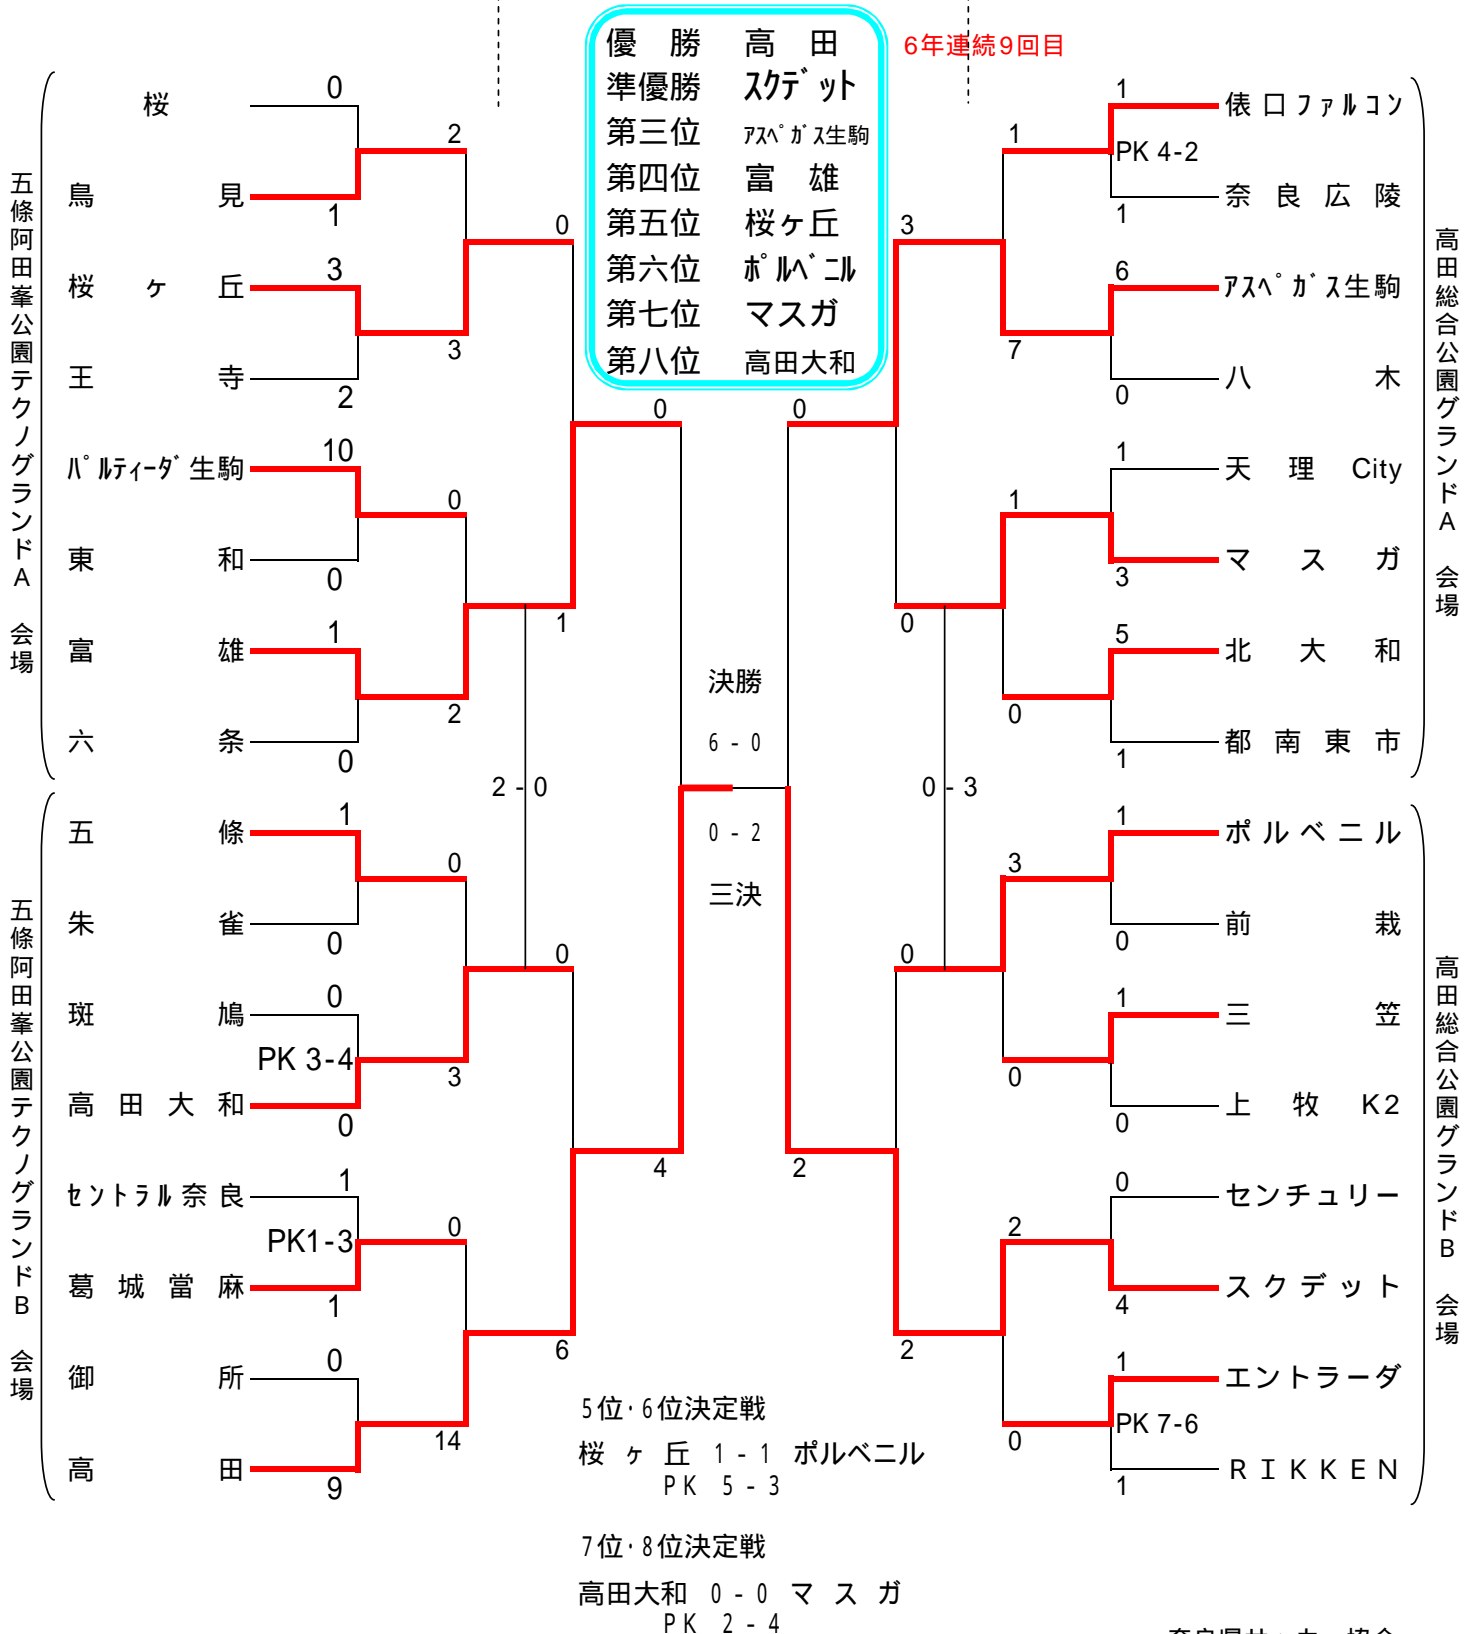 優勝 高田
準優勝 スクデット
第三位 アスペガス生駒
第四位 富雄
第五位 桜ヶ丘
第六位 ポルベニル
第七位 マスガ
第八位 高田大和
6年連続9回目
五條阿田峯公園テクノグランドA 会場
桜 0
2
鳥見 1
0
桜ヶ丘 3
3
王寺 2
0
パルティーダ生駒 10
0
東和 0
1
富雄 1
2
六条 0
2-0
五條阿田峯公園テクノグランドB 会場
五條 1
0
朱雀 0
0
斑鳩 0
PK 3-4
3
高田大和 0
4
セントラル奈良 1
PK1-3
0
葛城當麻 1
6
御所 0
14
高田 9
決勝
6-0
0-2
三決
高田総合公園グランドA 会場
1 俵口ファルコン
1
PK 4-2
1 奈良広陵
3
6 アスペガス生駒
7
0 八木
0
1 天理City
1
3 マスガ
0
5 北大和
0
1 都南東市
0-3
高田総合公園グランドB 会場
1 ポルベニル
3
0 前栽
0
1 三笠
0
0 上牧K2
2
0 センチュリー
2
4 スクデット
2
1 エントラーダ
PK 7-6
0
1 RIKKEN
5位・6位決定戦
桜ヶ丘 1-1 ポルベニル
PK 5-3
7位・8位決定戦
高田大和 0-0 マスガ
PK 2-4